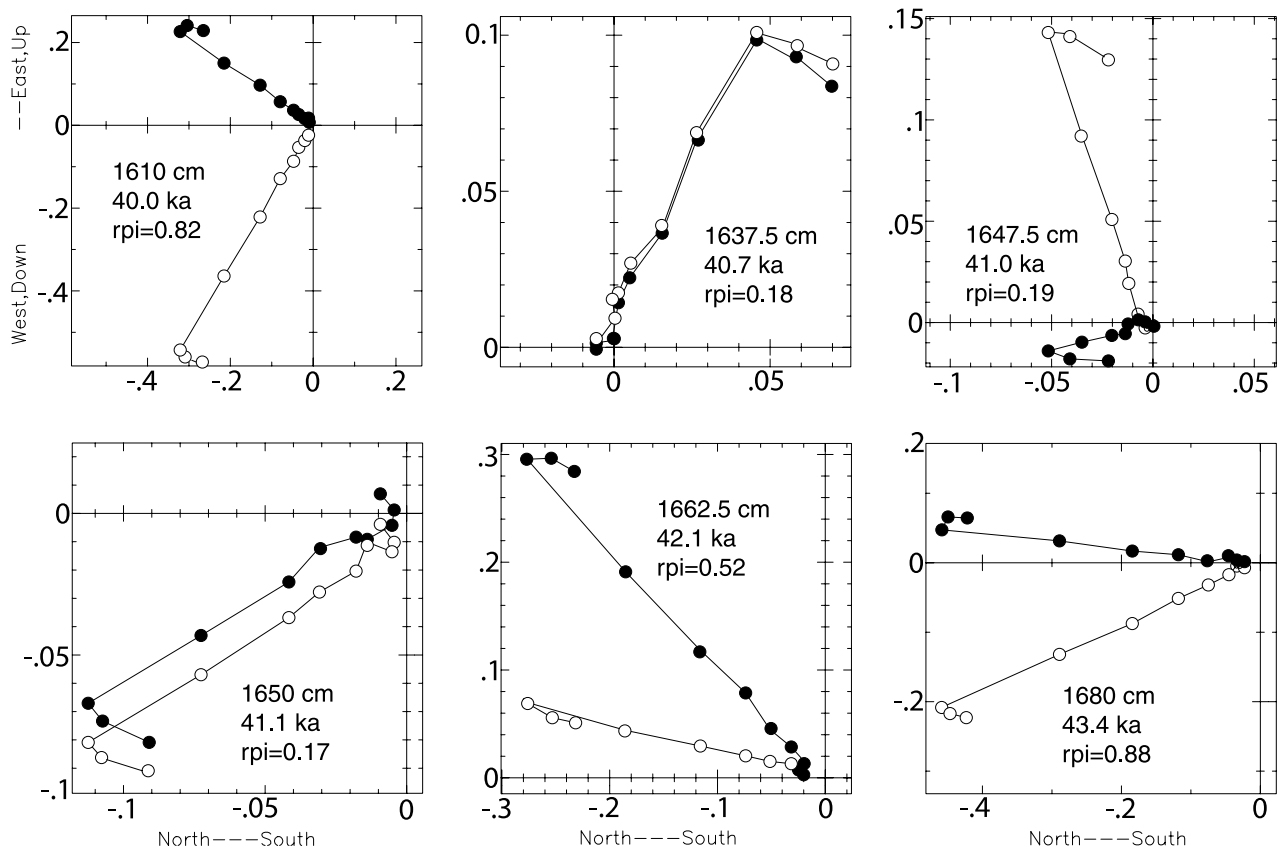 .2
0
-.2
-.4
-.4
-.2
0
.2
1610 cm
40.0 ka
rpi=0.82
West,Down
---East,Up
0.1
.05
0
0
.05
1637.5 cm
40.7 ka
rpi=0.18
.15
.1
.05
0
-.1
-.05
0
.05
1647.5 cm
41.0 ka
rpi=0.19
0
-.05
-.1
-.1
-.05
0
1650 cm
41.1 ka
rpi=0.17
North---South
.3
.2
.1
0
-.3
-.2
-.1
0
1662.5 cm
42.1 ka
rpi=0.52
North---South
.2
0
-.2
-.4
-.2
0
1680 cm
43.4 ka
rpi=0.88
North---South